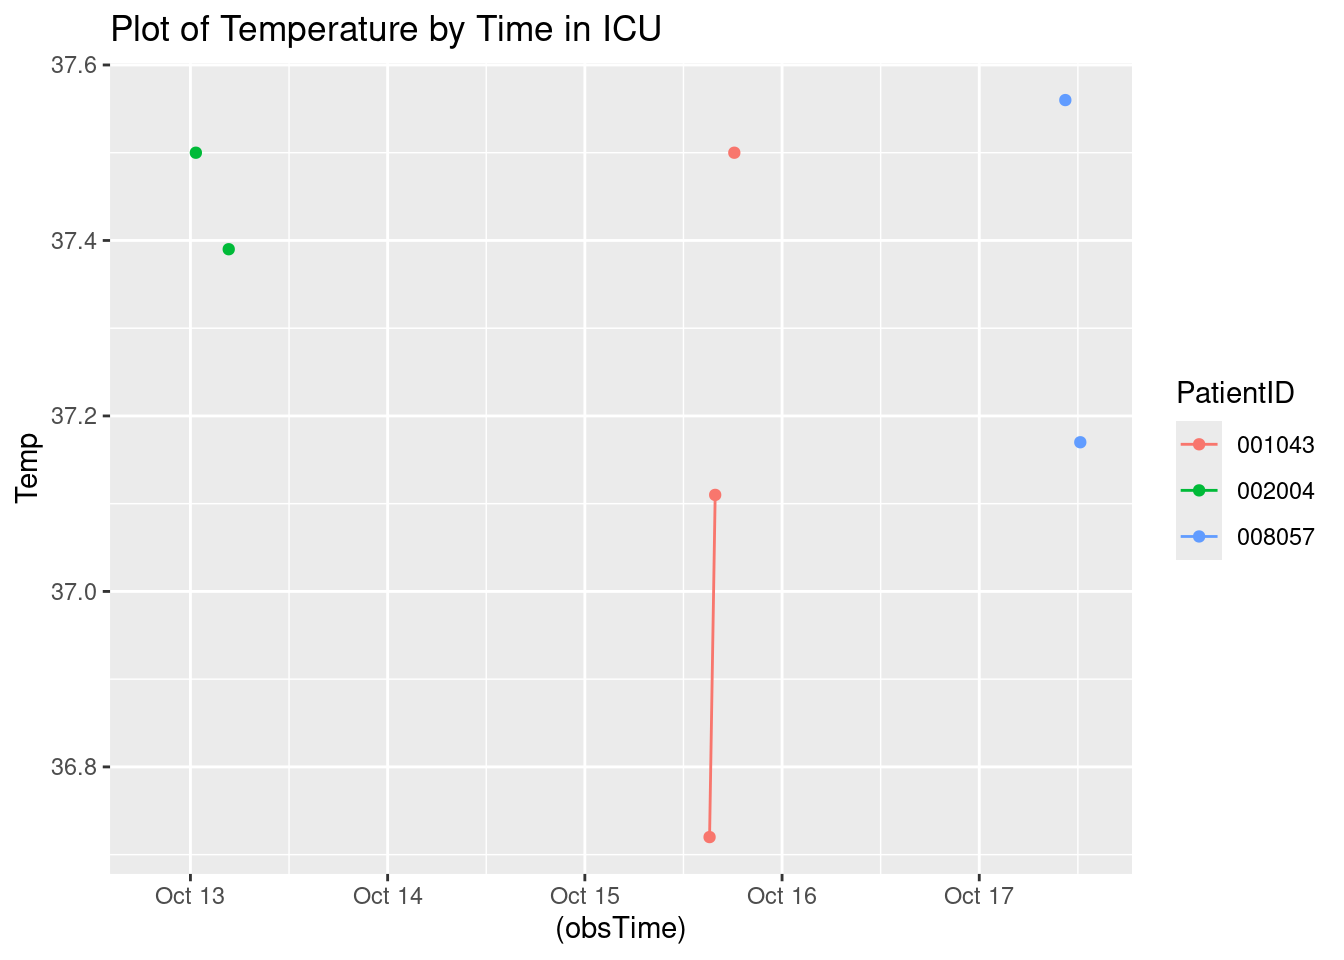 Plot of Temperature by Time in ICU
37.6
37.4
37.2
37.0
36.8
Temp
Oct 13
Oct 14
Oct 15
Oct 16
Oct 17
(obsTime)
PatientID
001043
002004
008057